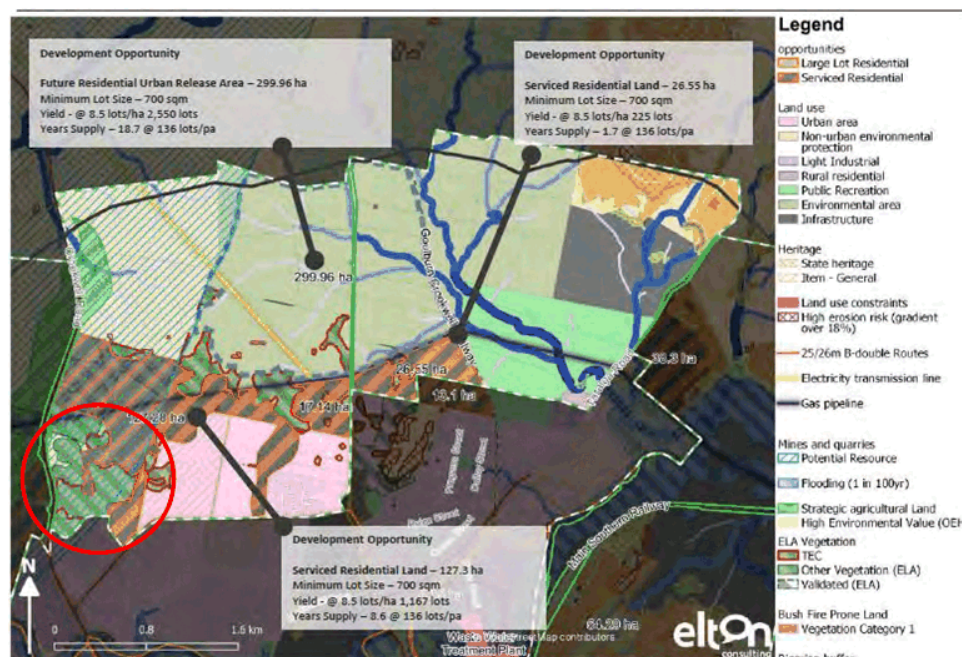 Development Opportunity
Future Residential Urban Release Area – 299.96 ha
Minimum Lot Size – 700 sqm
Yield - @ 8.5 lots/ha 2,550 lots
Years Supply – 18.7 @ 136 lots/pa
Development Opportunity
Serviced Residential Land – 26.55 ha
Minimum Lot Size – 700 sqm
Yield - @ 8.5 lots/ha 225 lots
Years Supply – 1.7 @ 136 lots/pa
299.96 ha
Goulburn Crookwell
26.55 ha
13.1 ha
17.14 ha
Main Southern Railway
Development Opportunity
Serviced Residential Land – 127.3 ha
Minimum Lot Size – 700 sqm
Yield - @ 8.5 lots/ha 1,167 lots
Years Supply – 8.6 @ 136 lots/pa
N
0 0.8 1.6 km
Treatment Plant
contributors
64.29 ha
elton
consulting
Legend
opportunities
Large Lot Residential
Serviced Residential
Land use
Urban area
Non-urban environmental
protection
Light Industrial
Rural residential
Public Recreation
Environmental area
Infrastructure
Heritage
State heritage
Item - General
Land use constraints
High erosion risk (gradient
over 18%)
25/26m B-double Routes
Electricity transmission line
Gas pipeline
Mines and quarries
Potential Resource
Flooding (1 in 100yr)
Strategic agricultural Land
High Environmental Value (OEH
ELA Vegetation
TEC
Other Vegetation (ELA)
Validated (ELA)
Bush Fire Prone Land
Vegetation Category 1